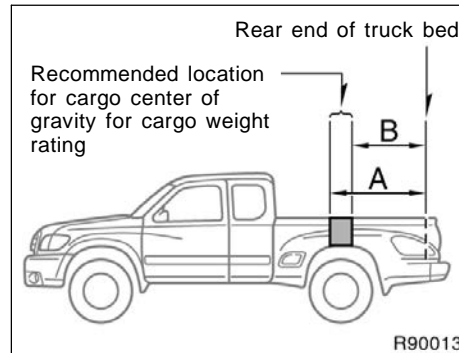 Rear end of truck bed
Recommended location
for cargo center of
gravity for cargo weight
rating
B
A
R90013